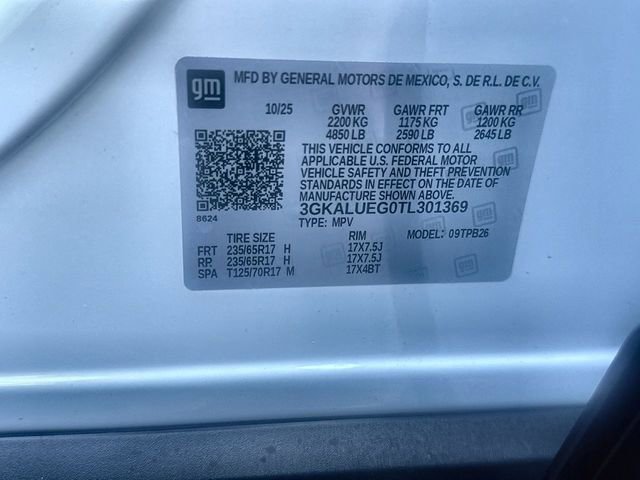 gm MFD BY GENERAL MOTORS DE MEXICO, S. DE R.L. DE C.V.
10/25 GVWR GAWR FRT GAWR RR
2200 KG 1175 KG 1200 KG
4850 LB 2590 LB 2645 LB
THIS VEHICLE CONFORMS TO ALL
APPLICABLE U.S. FEDERAL MOTOR
VEHICLE SAFETY AND THEFT PREVENTION
STANDARDS IN EFFECT ON THE DATE OF
MANUFACTURE SHOWN ABOVE.
3GKALUEG0TL301369
8624
TYPE: MPV MODEL: 09TPB26
TIRE SIZE RIM
FRT 235/65R17 H 17X7.5J
RR 235/65R17 H 17X7.5J
SPA T125/70R17 M 17X4BT